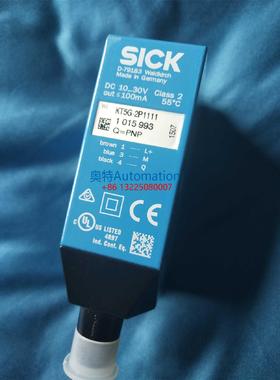 SICK
D-79183 Waldkirch
Made in Germany
DC 10...30V Class 2
out ≤100mA 55°C
KT5G-2P1111
1 015 993
Q=PNP
1507
brown 1 L+
blue 3 M
black 4 Q
奥特Automation
+86 13225080007
CE
C UL US LISTED
4R97
Ind. Cont. Eq.